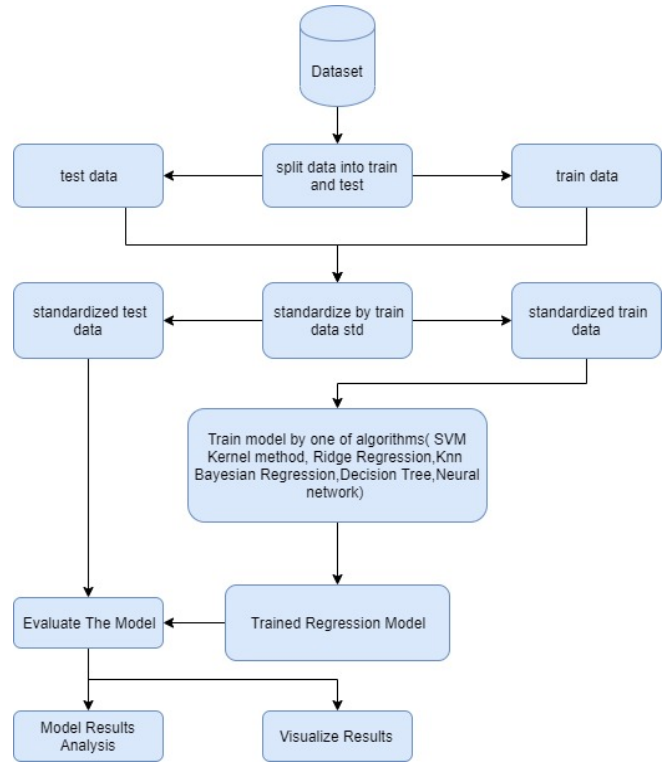 Dataset
test data
split data into train
and test
train data
standardized test
data
standardize by train
data std
standardized train
data
Train model by one of algorithms( SVM
Kernel method, Ridge Regression,Knn
Bayesian Regression,Decision Tree,Neural
network)
Evaluate The Model
Trained Regression Model
Model Results
Analysis
Visualize Results